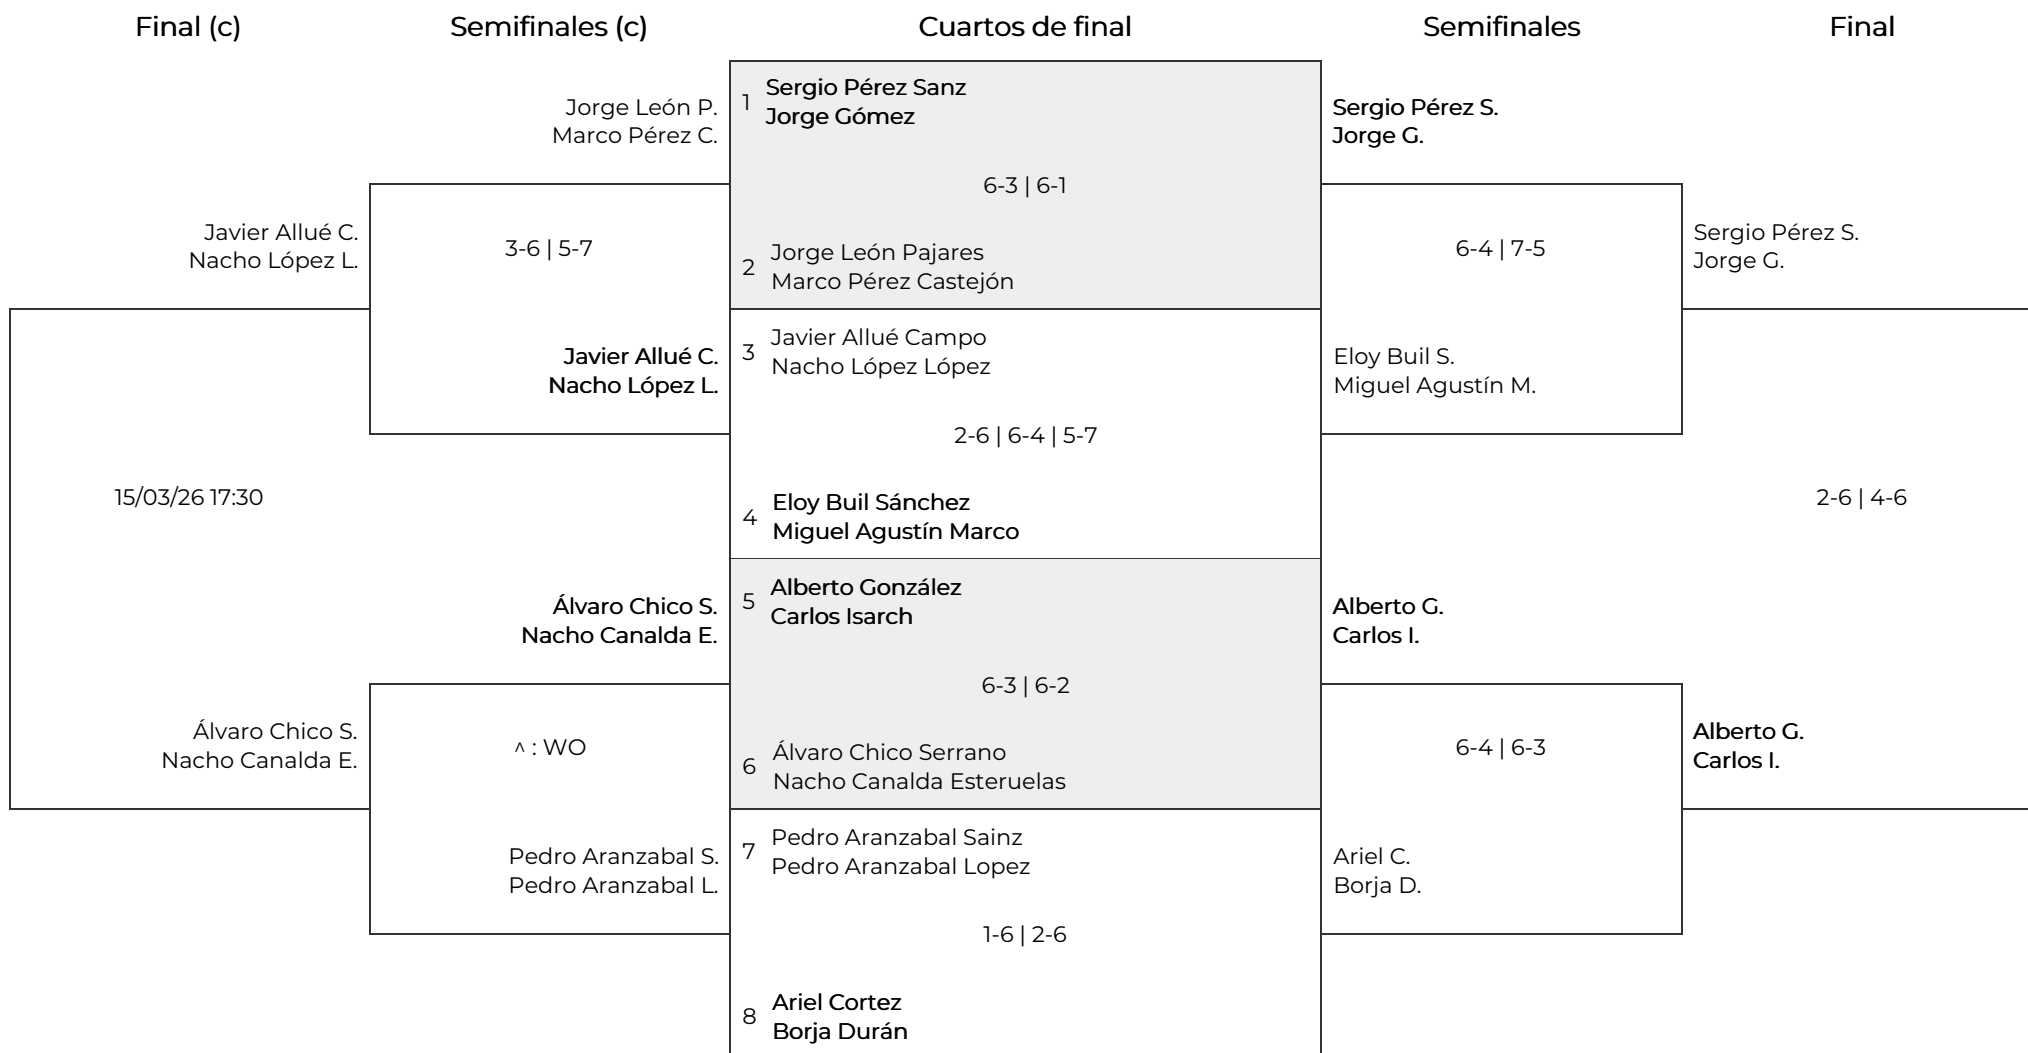 Final (c)
Semifinales (c)
Cuartos de final
Semifinales
Final
Javier Allué C.
Nacho López L.
15/03/26 17:30
Álvaro Chico S.
Nacho Canalda E.
Jorge León P.
Marco Pérez C.
3-6 | 5-7
Javier Allué C.
Nacho López L.
Álvaro Chico S.
Nacho Canalda E.
^ : WO
Pedro Aranzabal S.
Pedro Aranzabal L.
1
Sergio Pérez Sanz
Jorge Gómez
6-3 | 6-1
2
Jorge León Pajares
Marco Pérez Castejón
3
Javier Allué Campo
Nacho López López
2-6 | 6-4 | 5-7
4
Eloy Buil Sánchez
Miguel Agustín Marco
5
Alberto González
Carlos Isarch
6-3 | 6-2
6
Álvaro Chico Serrano
Nacho Canalda Esteruelas
7
Pedro Aranzabal Sainz
Pedro Aranzabal Lopez
1-6 | 2-6
8
Ariel Cortez
Borja Durán
Sergio Pérez S.
Jorge G.
6-4 | 7-5
Eloy Buil S.
Miguel Agustín M.
Alberto G.
Carlos I.
6-4 | 6-3
Ariel C.
Borja D.
Sergio Pérez S.
Jorge G.
2-6 | 4-6
Alberto G.
Carlos I.